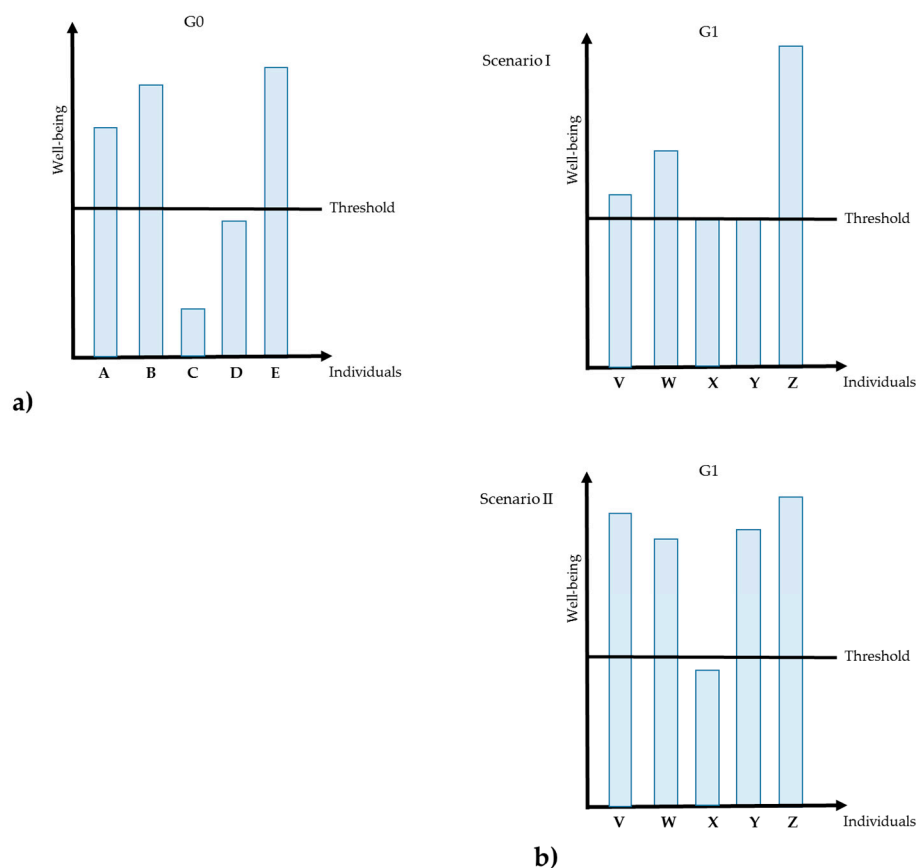 G0
Well-being
Threshold
A B C D E
Individuals
a)
Scenario I
G1
Well-being
Threshold
V W X Y Z
Individuals
Scenario II
G1
Well-being
Threshold
V W X Y Z
Individuals
b)